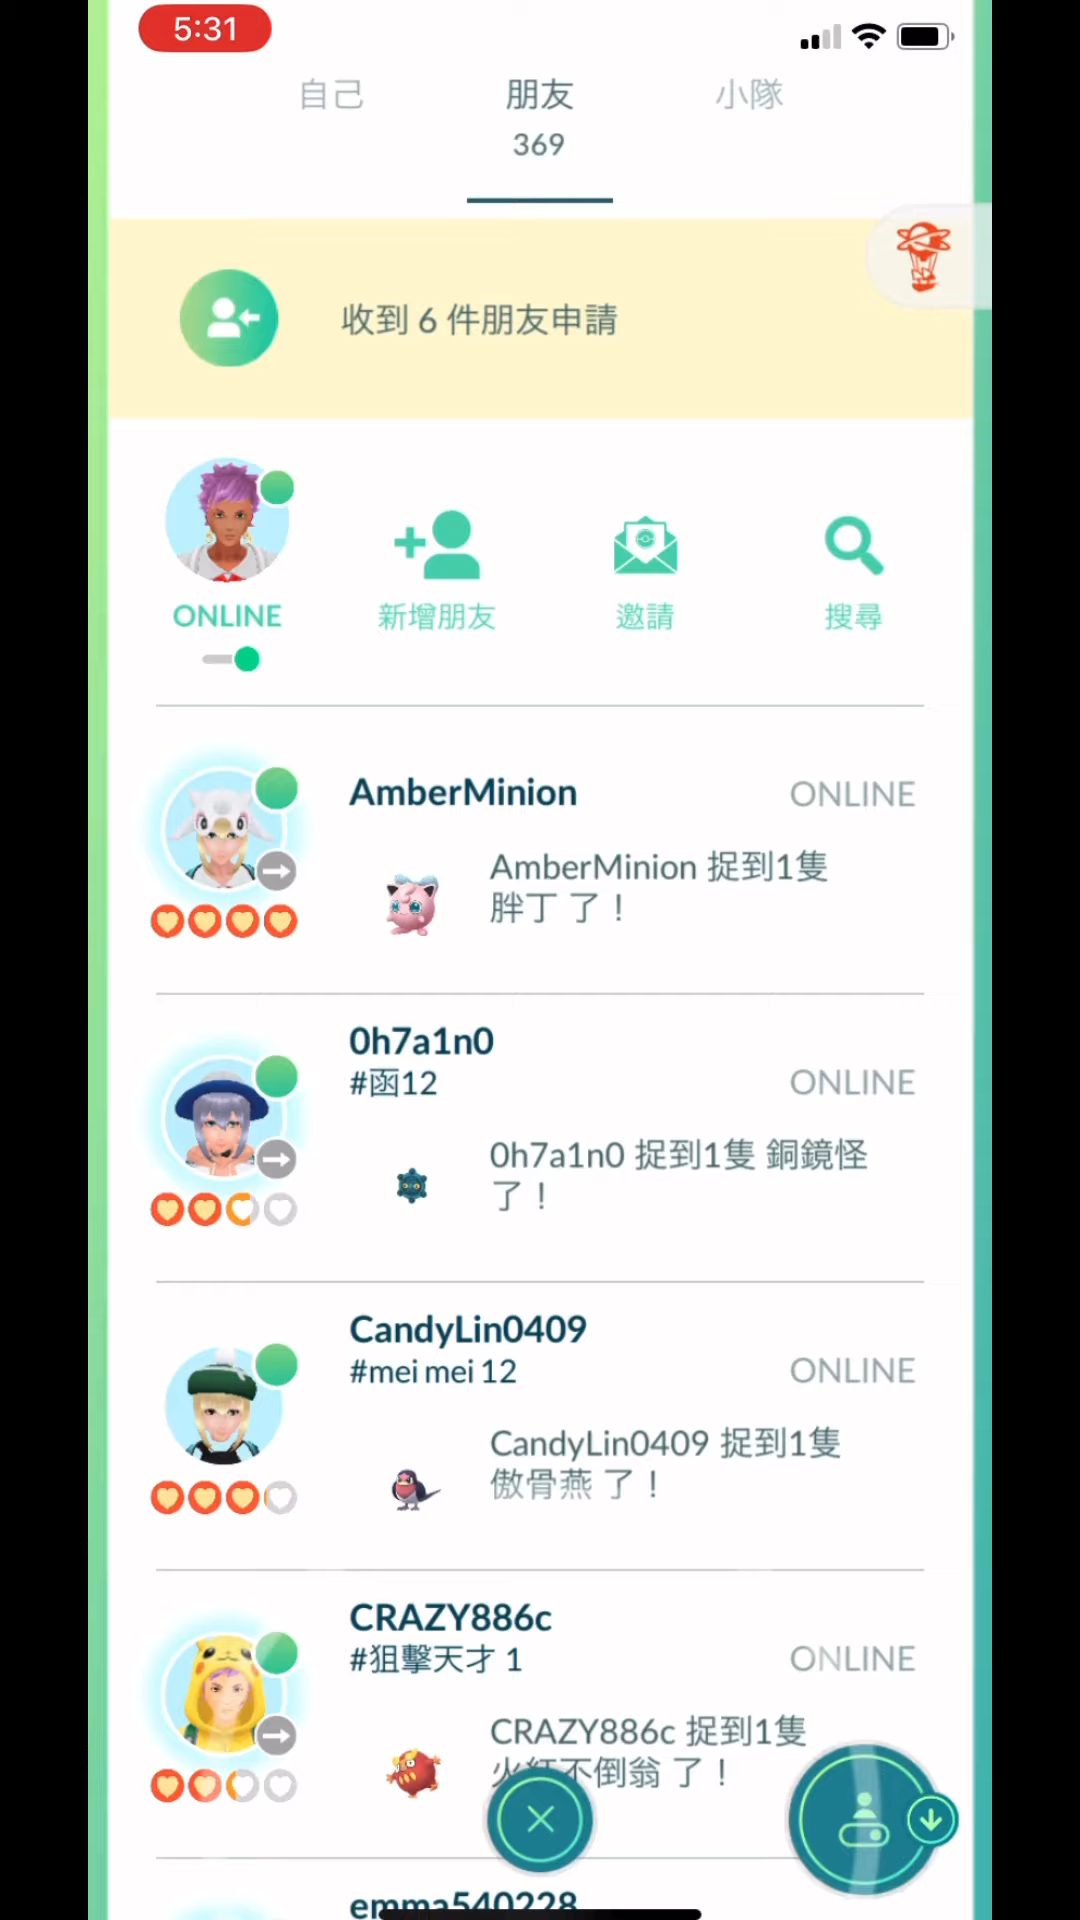 5:31
自己
朋友
小隊
369
收到 6 件朋友申請
ONLINE
新增朋友
邀請
搜尋
AmberMinion
ONLINE
AmberMinion 捉到1隻
胖丁 了！
0h7a1n0
#函12
ONLINE
0h7a1n0 捉到1隻 銅鏡怪
了！
CandyLin0409
#mei mei 12
ONLINE
CandyLin0409 捉到1隻
傲骨燕 了！
CRAZY886c
#狙擊天才 1
ONLINE
CRAZY886c 捉到1隻
火紅不倒翁 了！
emma540228